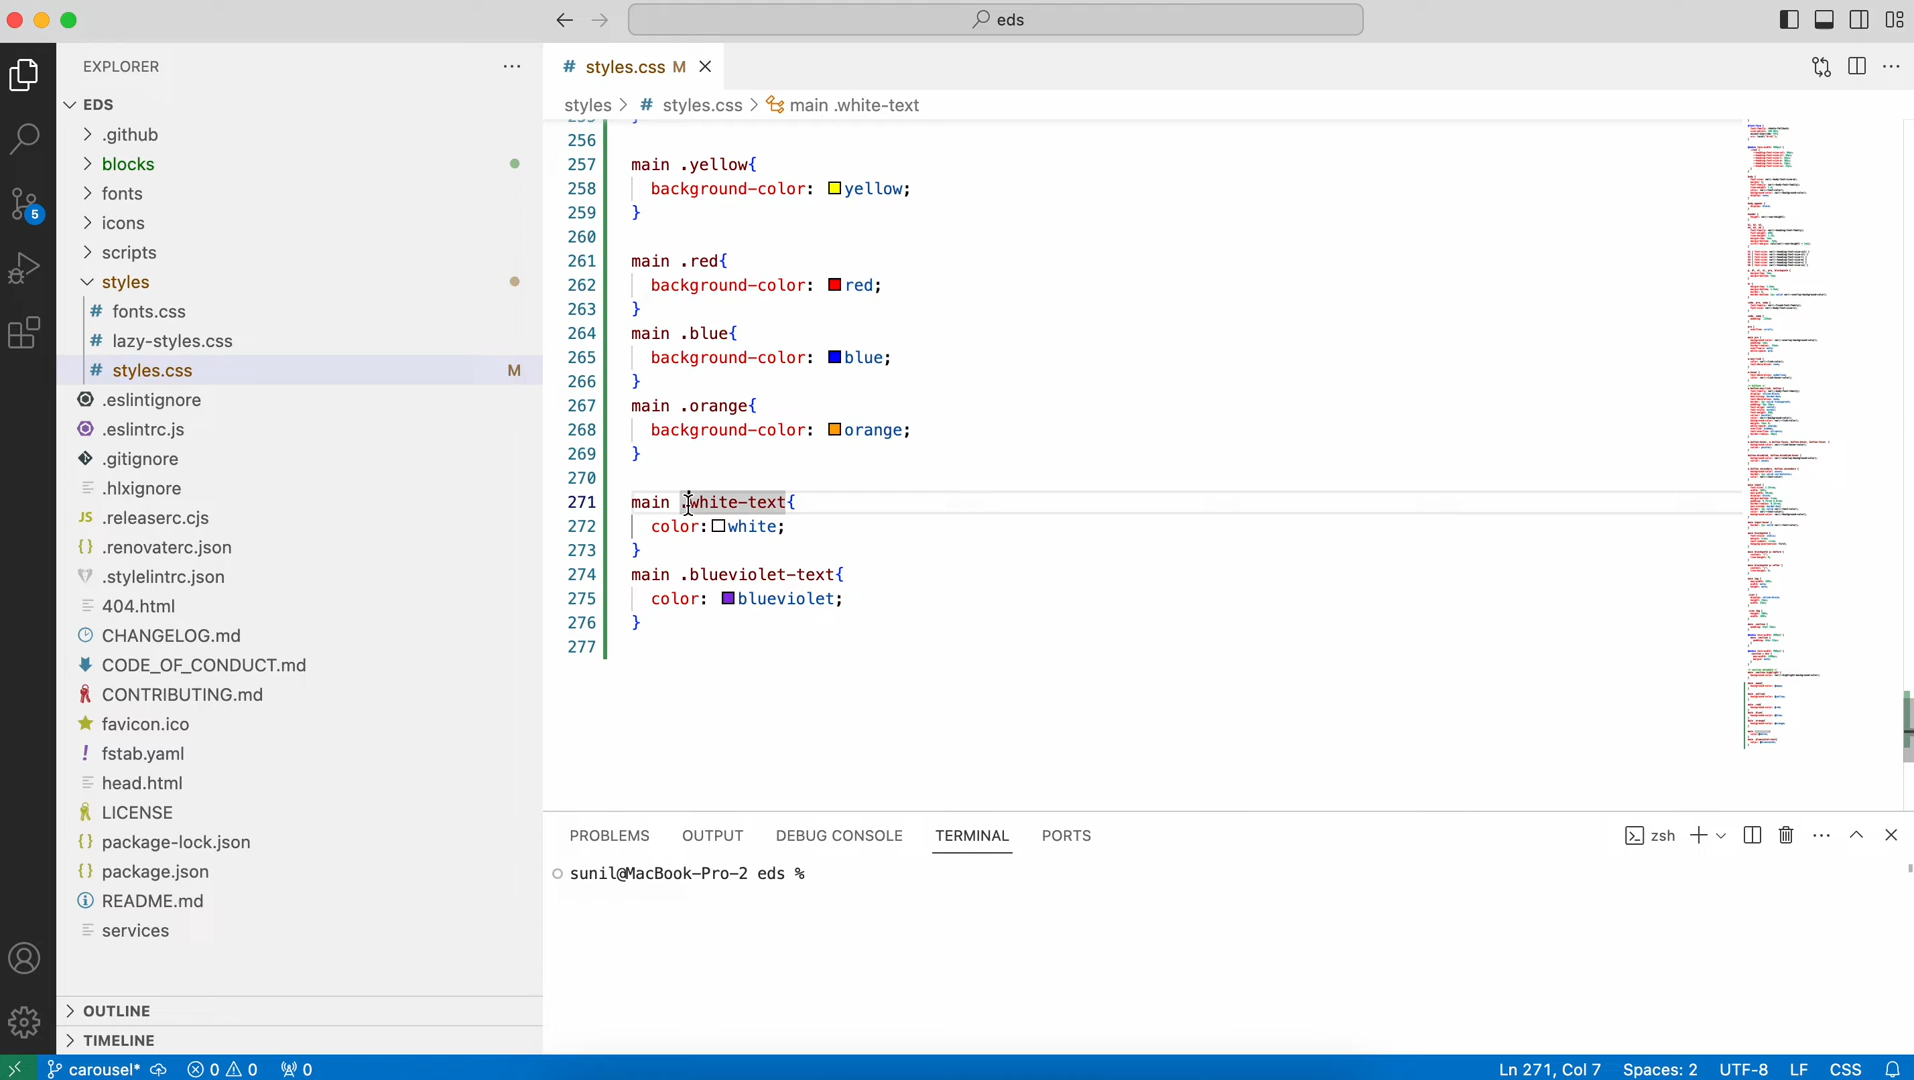 eds
EXPLORER
EDS
.github
blocks
fonts
icons
scripts
styles
fonts.css
lazy-styles.css
styles.css M
.eslintignore
.eslintrc.js
.gitignore
.hlxignore
.releaserc.cjs
.renovaterc.json
.stylelintrc.json
404.html
CHANGELOG.md
CODE_OF_CONDUCT.md
CONTRIBUTING.md
favicon.ico
fstab.yaml
head.html
LICENSE
package-lock.json
package.json
README.md
services
OUTLINE
TIMELINE
5
# styles.css M
styles > # styles.css > main .white-text
256
257 main .yellow{
258 background-color: yellow;
259 }
260
261 main .red{
262 background-color: red;
263 }
264 main .blue{
265 background-color: blue;
266 }
267 main .orange{
268 background-color: orange;
269 }
270
271 main .white-text{
272 color: white;
273 }
274 main .blueviolet-text{
275 color: blueviolet;
276 }
277
PROBLEMS OUTPUT DEBUG CONSOLE TERMINAL PORTS
zsh
sunil@MacBook-Pro-2 eds %
carousel* 0 0 0
Ln 271, Col 7 Spaces: 2 UTF-8 LF CSS